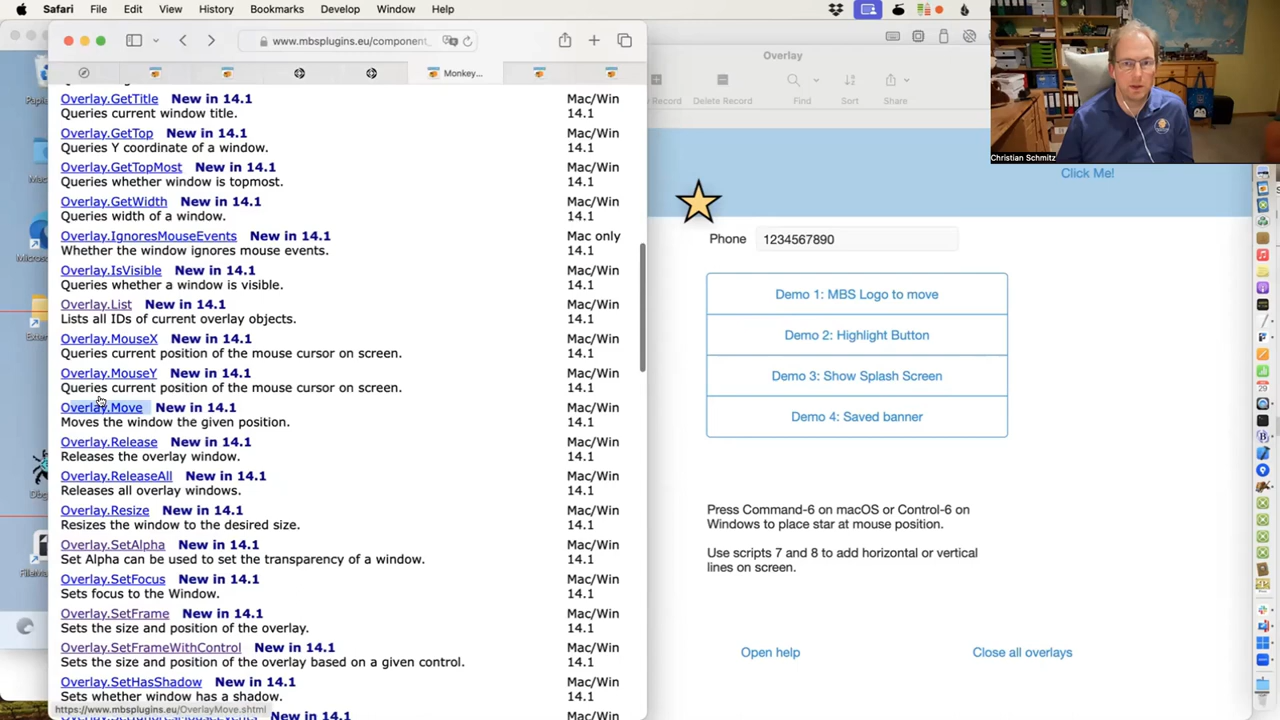 Safari File Edit View History Bookmarks Develop Window Help
www.mbsplugins.eu/component
Monkey...
Overlay.GetTitle New in 14.1 Mac/Win
Queries current window title. 14.1
Overlay.GetTop New in 14.1 Mac/Win
Queries Y coordinate of a window. 14.1
Overlay.GetTopMost New in 14.1 Mac/Win
Queries whether window is topmost. 14.1
Overlay.GetWidth New in 14.1 Mac/Win
Queries width of a window. 14.1
Overlay.IgnoresMouseEvents New in 14.1 Mac only
Whether the window ignores mouse events. 14.1
Overlay.IsVisible New in 14.1 Mac/Win
Queries whether a window is visible. 14.1
Overlay.List New in 14.1 Mac/Win
Lists all IDs of current overlay objects. 14.1
Overlay.MouseX New in 14.1 Mac/Win
Queries current position of the mouse cursor on screen. 14.1
Overlay.MouseY New in 14.1 Mac/Win
Queries current position of the mouse cursor on screen. 14.1
Overlay.Move New in 14.1 Mac/Win
Moves the window the given position. 14.1
Overlay.Release New in 14.1 Mac/Win
Releases the overlay window. 14.1
Overlay.ReleaseAll New in 14.1 Mac/Win
Releases all overlay windows. 14.1
Overlay.Resize New in 14.1 Mac/Win
Resizes the window to the desired size. 14.1
Overlay.SetAlpha New in 14.1 Mac/Win
Set Alpha can be used to set the transparency of a window. 14.1
Overlay.SetFocus New in 14.1 Mac/Win
Sets focus to the Window. 14.1
Overlay.SetFrame New in 14.1 Mac/Win
Sets the size and position of the overlay. 14.1
Overlay.SetFrameWithControl New in 14.1 Mac/Win
Sets the size and position of the overlay based on a given control. 14.1
Overlay.SetHasShadow New in 14.1 Mac/Win
Sets whether window has a shadow. 14.1
https://www.mbsplugins.eu/OverlayMove.shtml
New in 14.1 Mac/Win
Overlay
Record Delete Record Find Sort Share
Christian Schmitz
Click Me!
Phone 1234567890
Demo 1: MBS Logo to move
Demo 2: Highlight Button
Demo 3: Show Splash Screen
Demo 4: Saved banner
Press Command-6 on macOS or Control-6 on
Windows to place star at mouse position.
Use scripts 7 and 8 to add horizontal or vertical
lines on screen.
Open help Close all overlays